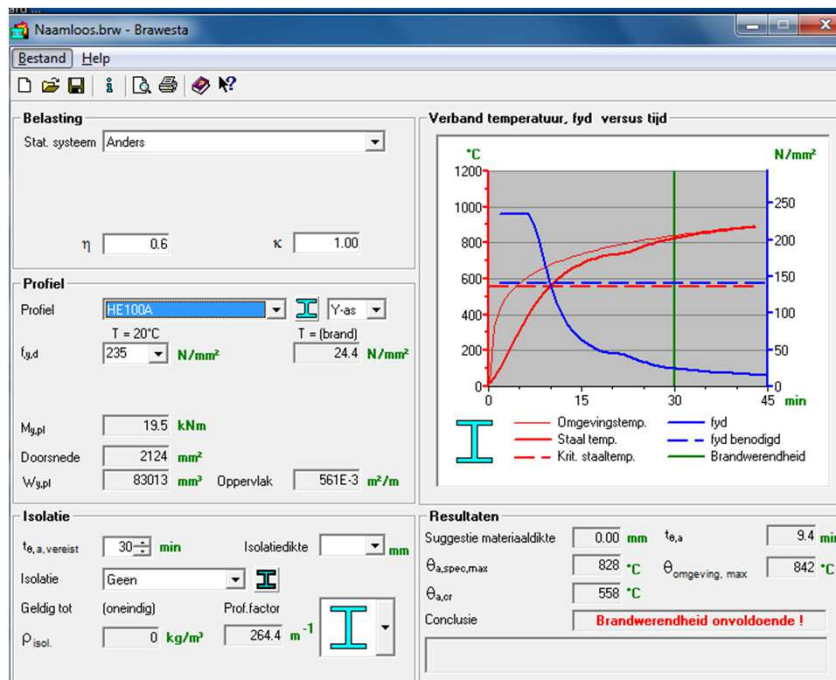 Naamloos.brw - Brawesta
Bestand Help
Belasting
Stat. systeem Anders
η 0.6 κ 1.00
Profiel
Profiel HE100A Y-as
T = 20°C T = (brand)
fy,d 235 N/mm² 24.4 N/mm²
My,pl 19.5 kNm
Doorsnede 2124 mm²
Wy,pl 83013 mm³ Oppervlak 561E-3 m²/m
Isolatie
tθ,a,vereist 30 min Isolatiedikte mm
Isolatie Geen
Geldig tot (oneindig) Prof.factor
ρisol. 0 kg/m³ 264.4 m-1
Verband temperatuur, fyd versus tijd
°C N/mm²
1200
1000
800
600
400
200
0
250
200
150
100
50
0
0 15 30 45 min
Omgevingstemp. fyd
Staal temp. fyd benodigd
Krit. staaltemp. Brandwerendheid
Resultaten
Suggestie materiaaldikte 0.00 mm tθ,a 9.4 min
θa,spec,max 828 °C θomgeving, max 842 °C
θa,cr 558 °C
Conclusie Brandwerendheid onvoldoende !